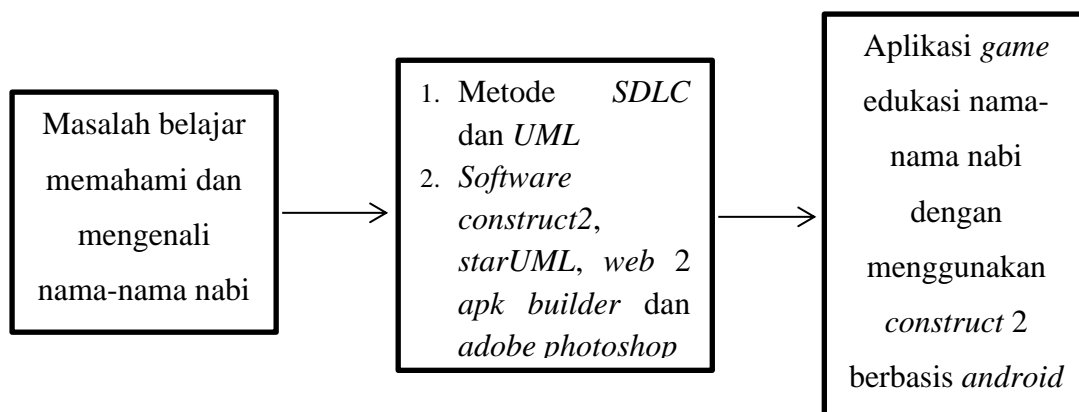 Masalah belajar
memahami dan
mengenali
nama-nama nabi
1. Metode SDLC
dan UML
2. Software
construct2,
starUML, web 2
apk builder dan
adobe photoshop
Aplikasi game
edukasi nama-
nama nabi
dengan
menggunakan
construct 2
berbasis android